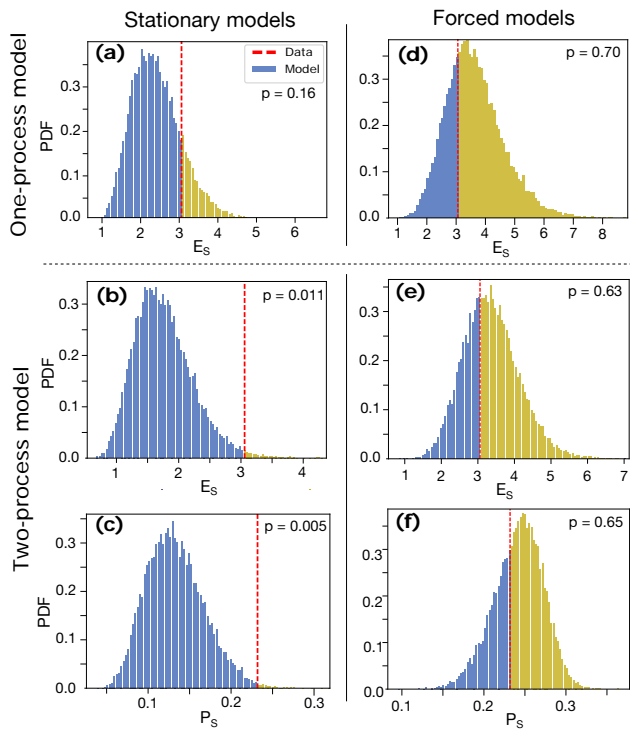 Stationary models
Forced models
One-process model
Two-process model
(a)
Data
Model
p = 0.16
PDF
0.3
0.2
0.1
0.0
1 2 3 4 5 6
E_S
(d)
p = 0.70
0.3
0.2
0.1
0.0
1 2 3 4 5 6 7 8
E_S
(b)
p = 0.011
PDF
0.3
0.2
0.1
0.0
1 2 3 4
E_S
(e)
p = 0.63
0.3
0.2
0.1
0.0
1 2 3 4 5 6 7
E_S
(c)
p = 0.005
PDF
0.3
0.2
0.1
0.0
0.1 0.2 0.3
P_S
(f)
p = 0.65
0.3
0.2
0.1
0.0
0.1 0.2 0.3
P_S